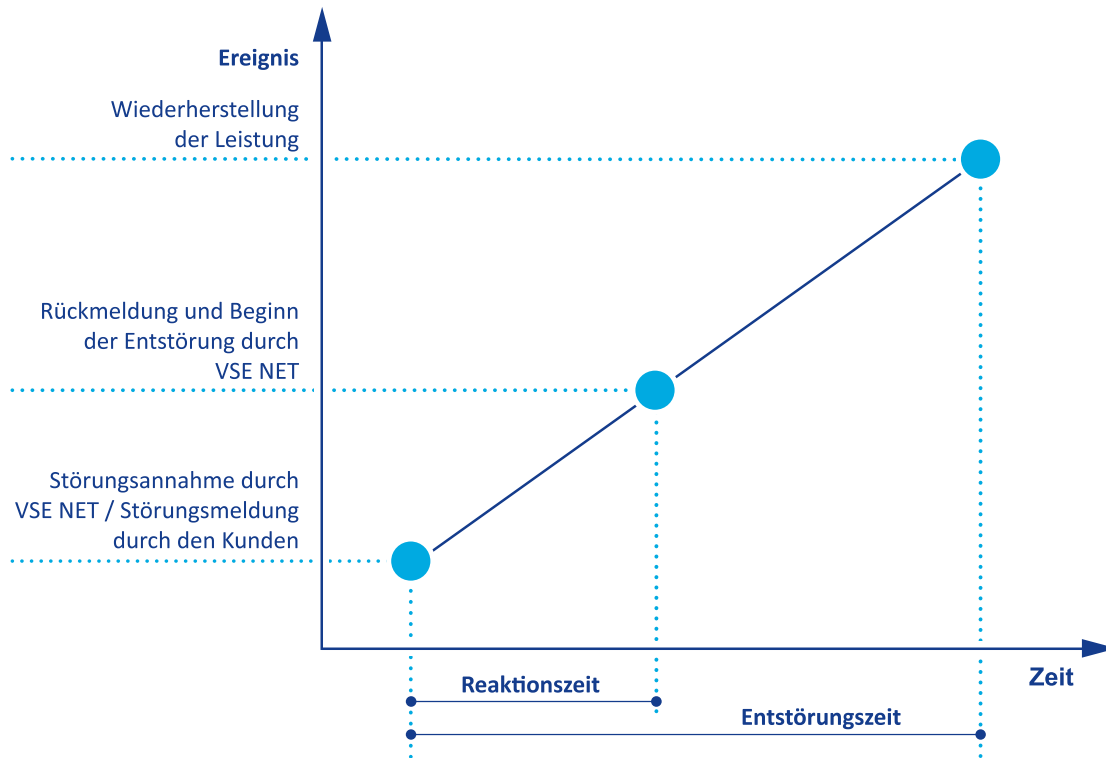 Ereignis
Wiederherstellung
der Leistung
Rückmeldung und Beginn
der Entstörung durch
VSE NET
Störungsannahme durch
VSE NET / Störungsmeldung
durch den Kunden
Zeit
Reaktionszeit
Entstörungszeit